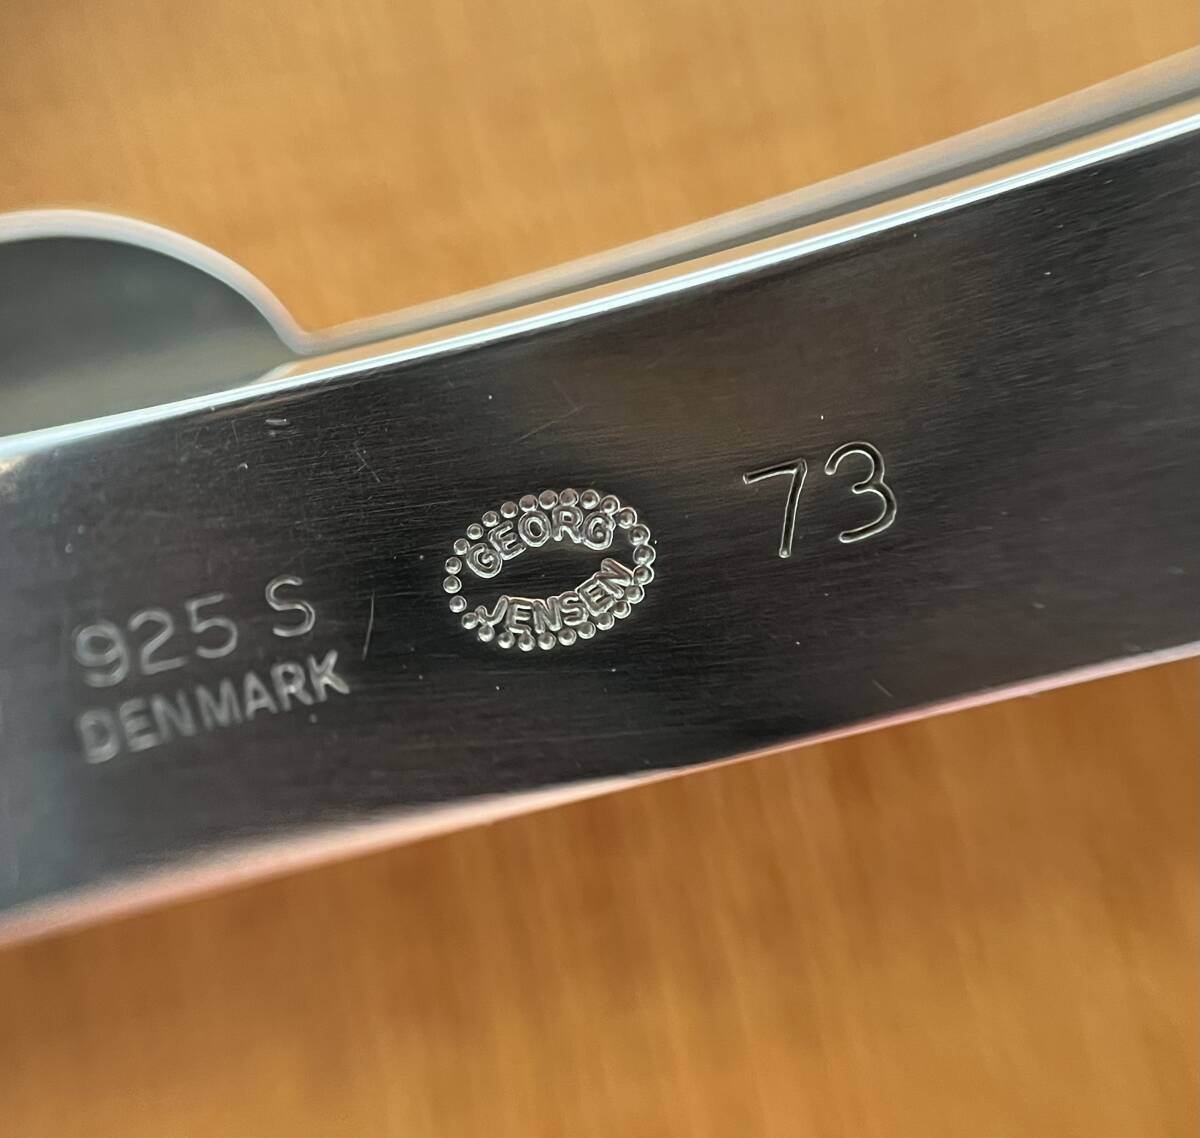 925 S
DENMARK
GEORG
JENSEN
73